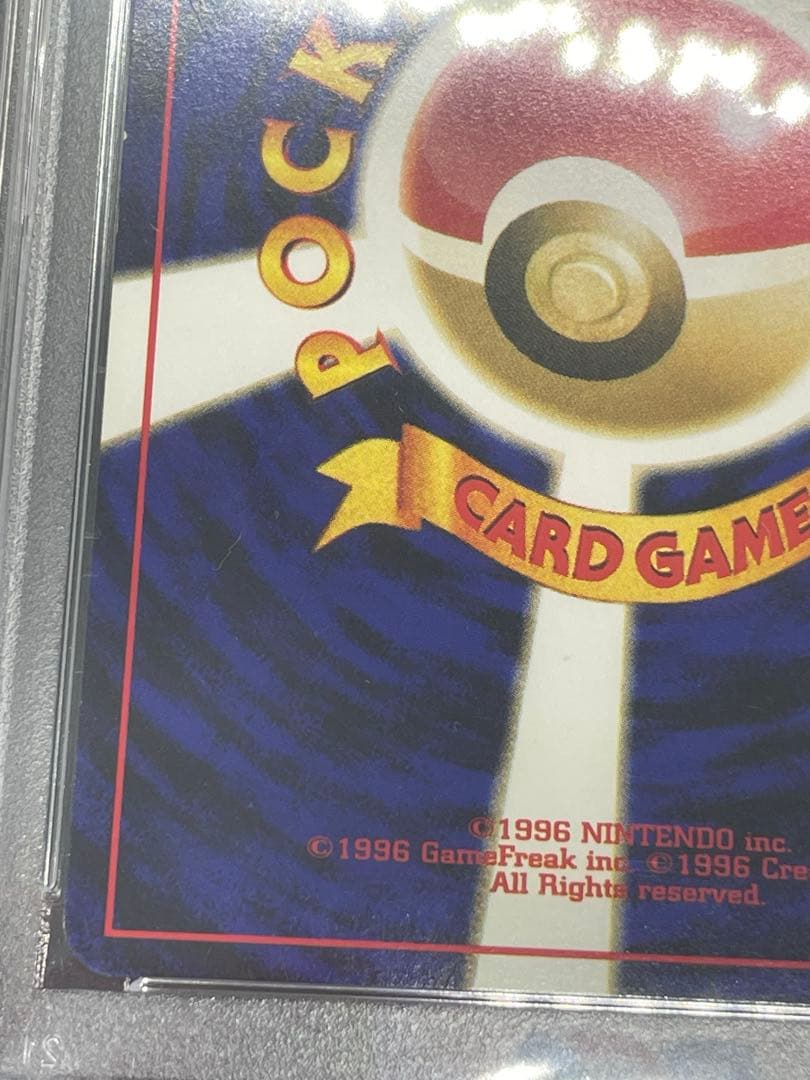 POCK
CARD GAME
©1996 NINTENDO inc.
©1996 GameFreak inc. ©1996 Cre
All Rights reserved.